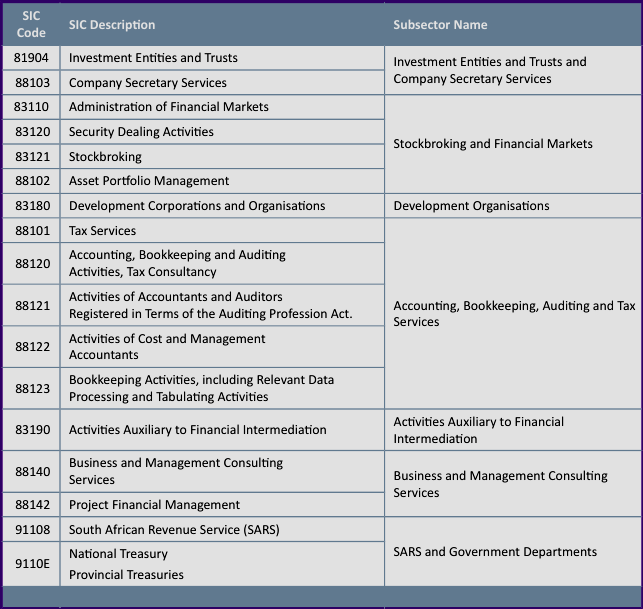 SIC
Code
SIC Description
Subsector Name
81904
Investment Entities and Trusts
Investment Entities and Trusts and
Company Secretary Services
88103
Company Secretary Services
83110
Administration of Financial Markets
Stockbroking and Financial Markets
83120
Security Dealing Activities
83121
Stockbroking
88102
Asset Portfolio Management
83180
Development Corporations and Organisations
Development Organisations
88101
Tax Services
Accounting, Bookkeeping, Auditing and Tax
Services
88120
Accounting, Bookkeeping and Auditing
Activities, Tax Consultancy
88121
Activities of Accountants and Auditors
Registered in Terms of the Auditing Profession Act.
88122
Activities of Cost and Management
Accountants
88123
Bookkeeping Activities, including Relevant Data
Processing and Tabulating Activities
83190
Activities Auxiliary to Financial Intermediation
Activities Auxiliary to Financial
Intermediation
88140
Business and Management Consulting
Services
Business and Management Consulting
Services
88142
Project Financial Management
91108
South African Revenue Service (SARS)
SARS and Government Departments
9110E
National Treasury
Provincial Treasuries